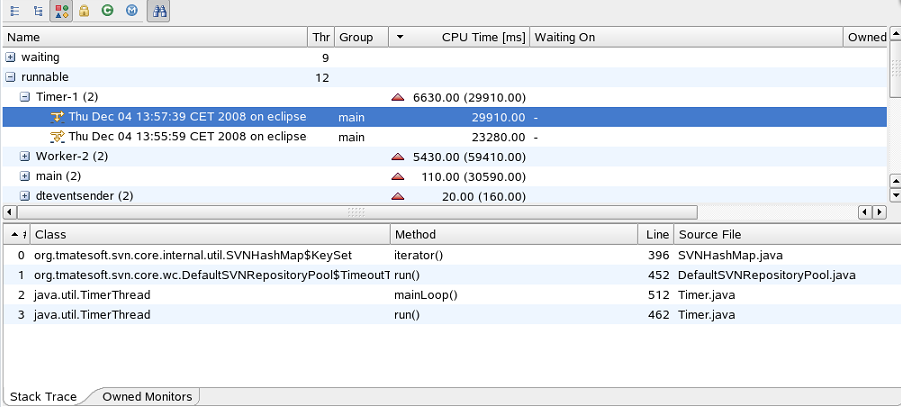 Name Thr Group CPU Time [ms] Waiting On Owned
waiting 9
runnable 12
Timer-1 (2) 6630.00 (29910.00)
Thu Dec 04 13:57:39 CET 2008 on eclipse main 29910.00 -
Thu Dec 04 13:55:59 CET 2008 on eclipse main 23280.00 -
Worker-2 (2) 5430.00 (59410.00)
main (2) 110.00 (30590.00)
dteventsender (2) 20.00 (160.00)
Class Method Line Source File
0 org.tmatesoft.svn.core.internal.util.SVNHashMap$KeySet iterator() 396 SVNHashMap.java
1 org.tmatesoft.svn.core.wc.DefaultSVNRepositoryPool$TimeoutT run() 452 DefaultSVNRepositoryPool.java
2 java.util.TimerThread mainLoop() 512 Timer.java
3 java.util.TimerThread run() 462 Timer.java
Stack Trace Owned Monitors